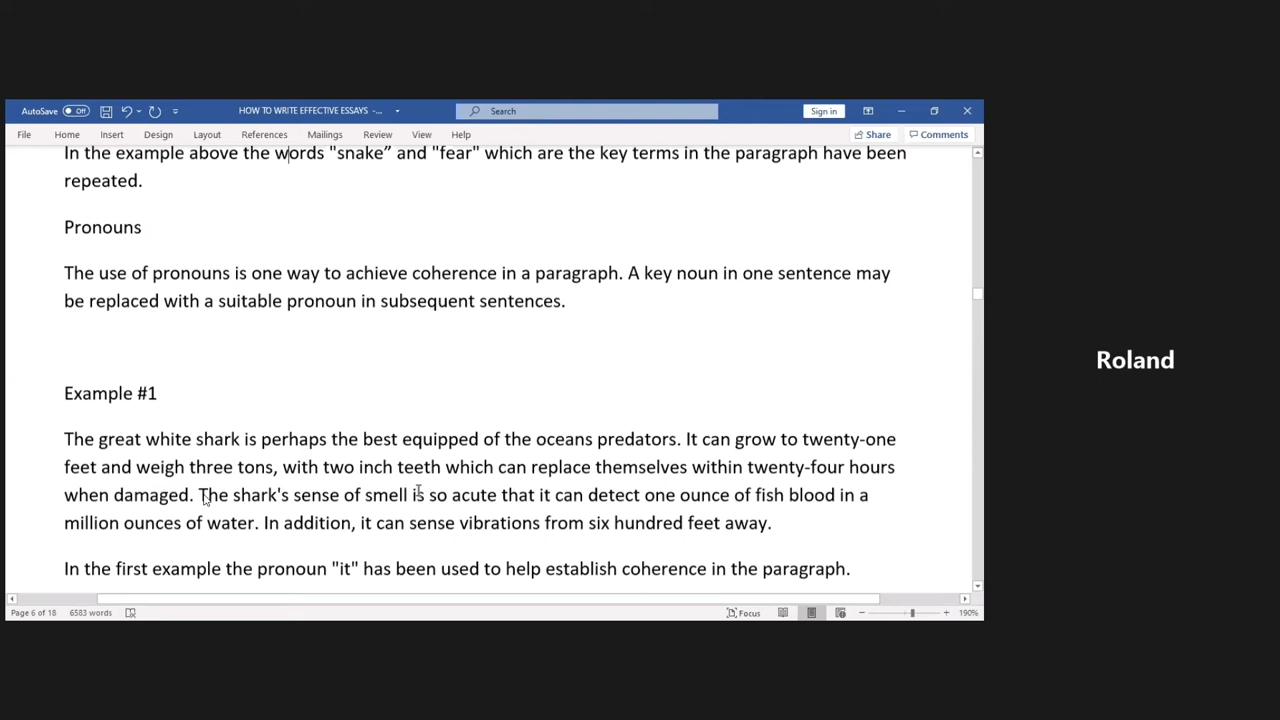 AutoSave Off HOW TO WRITE EFFECTIVE ESSAYS -... Search Sign in
File Home Insert Design Layout References Mailings Review View Help Share Comments
In the example above the words "snake” and "fear" which are the key terms in the paragraph have been
repeated.
Pronouns
The use of pronouns is one way to achieve coherence in a paragraph. A key noun in one sentence may
be replaced with a suitable pronoun in subsequent sentences.
Example #1
The great white shark is perhaps the best equipped of the oceans predators. It can grow to twenty-one
feet and weigh three tons, with two inch teeth which can replace themselves within twenty-four hours
when damaged. The shark's sense of smell is so acute that it can detect one ounce of fish blood in a
million ounces of water. In addition, it can sense vibrations from six hundred feet away.
In the first example the pronoun "it" has been used to help establish coherence in the paragraph.
Page 6 of 18 6583 words Focus 190%
Roland